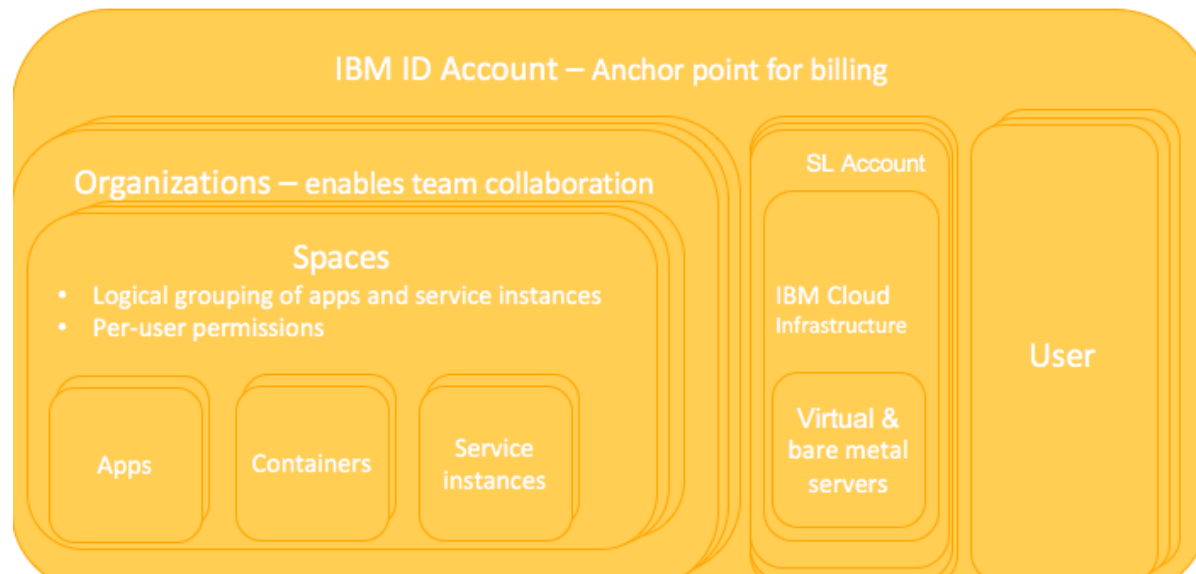 IBM ID Account – Anchor point for billing
Organizations – enables team collaboration
Spaces
• Logical grouping of apps and service instances
• Per-user permissions
Apps
Containers
Service
instances
SL Account
IBM Cloud
Infrastructure
Virtual &
bare metal
servers
User